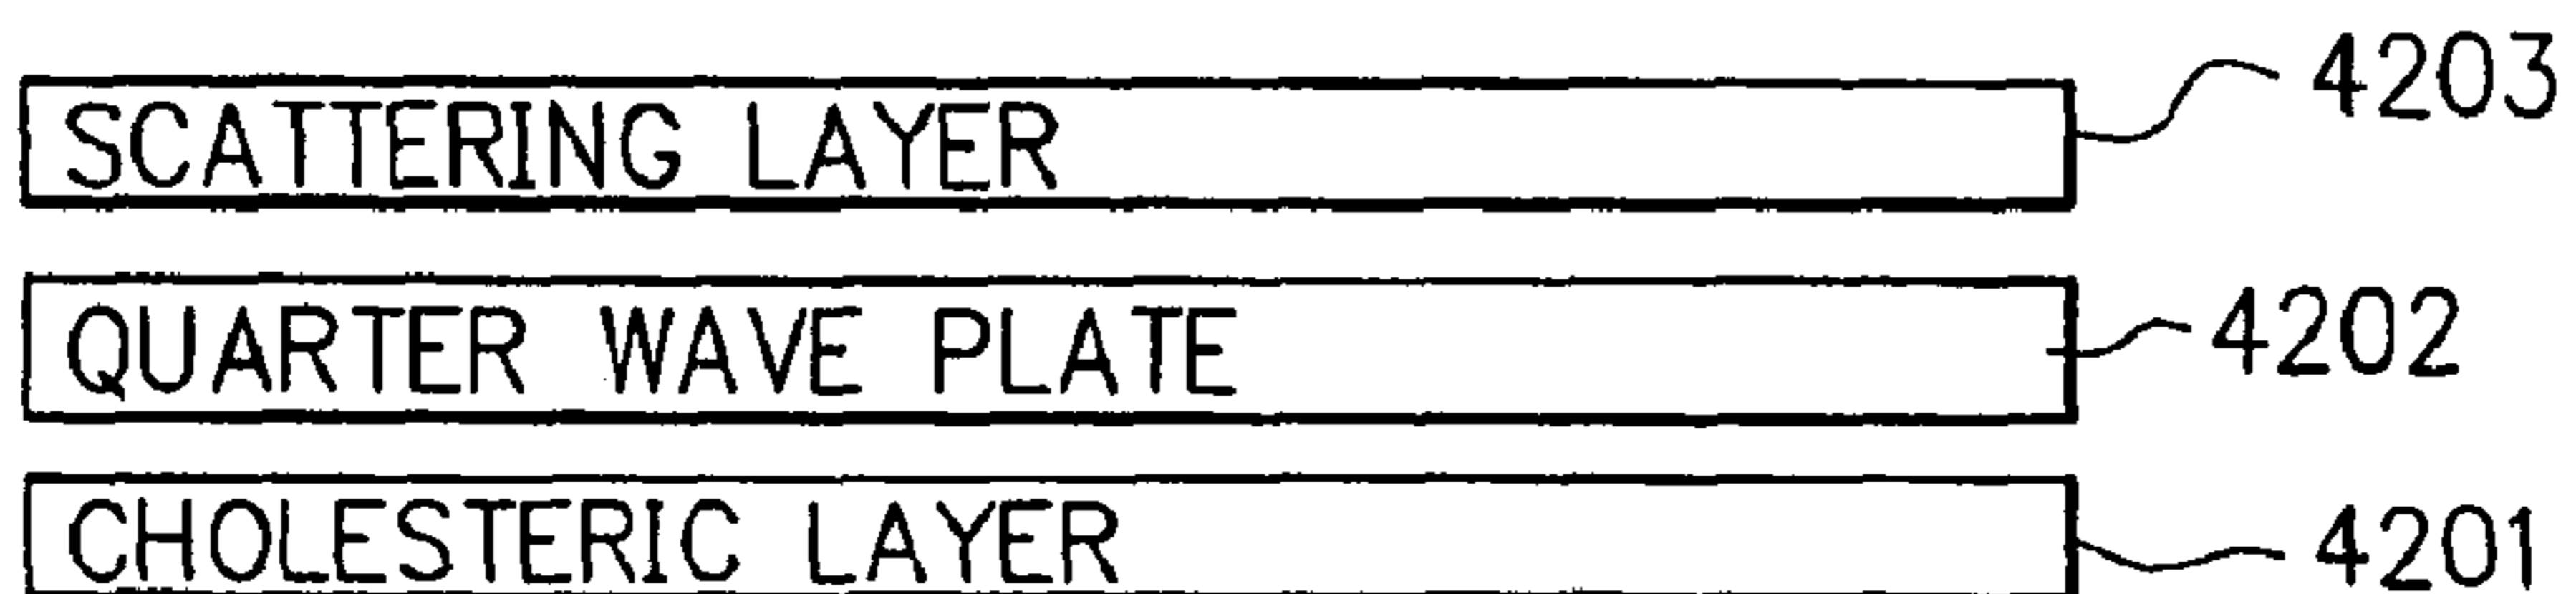 SCATTERING LAYER 4203
QUARTER WAVE PLATE 4202
CHOLESTERIC LAYER 4201